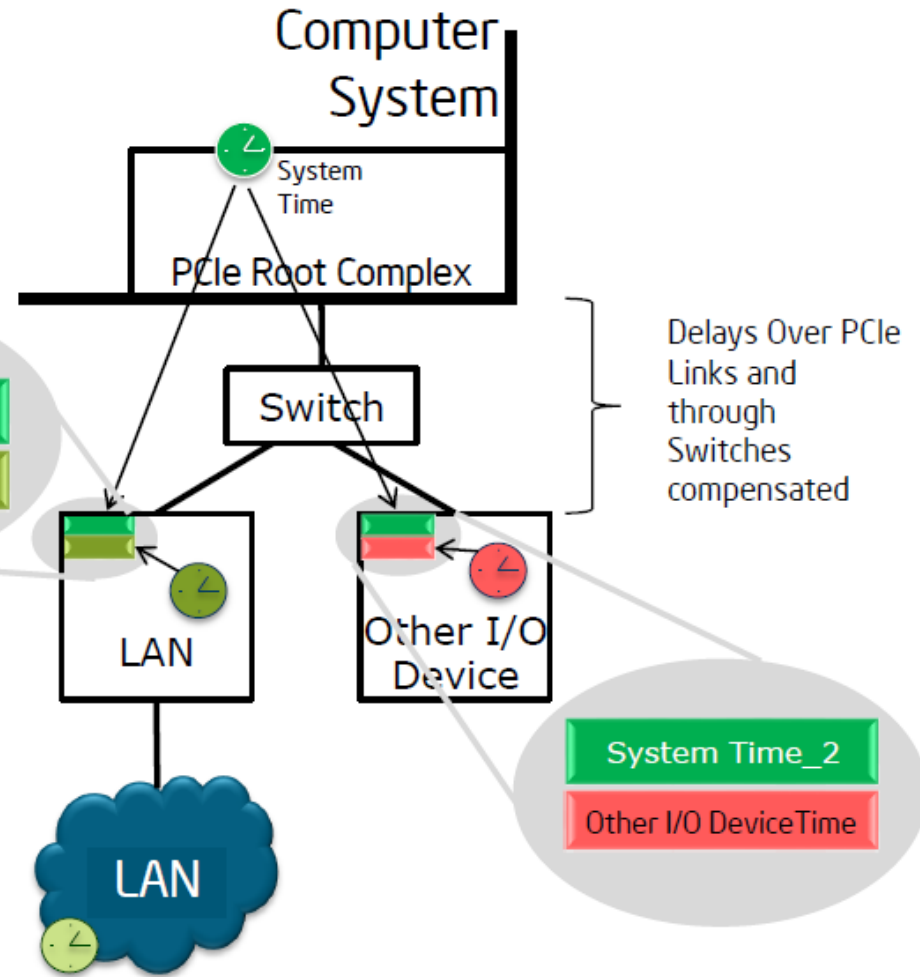 Computer
System
System
Time
PCIe Root Complex
Delays Over PCIe
Links and
through
Switches
compensated
Switch
LAN
Other I/O
Device
System Time_2
Other I/O DeviceTime
LAN